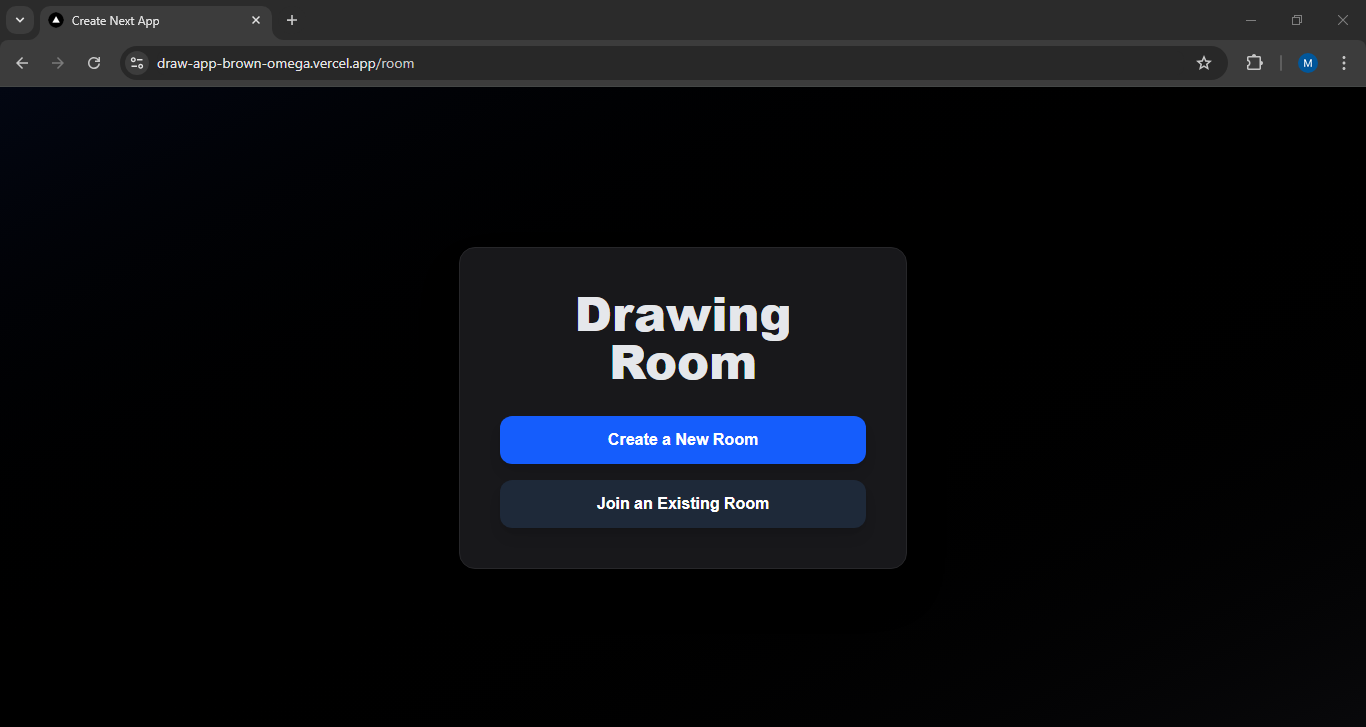 Create Next App
draw-app-brown-omega.vercel.app/room
M
Drawing
Room
Create a New Room
Join an Existing Room